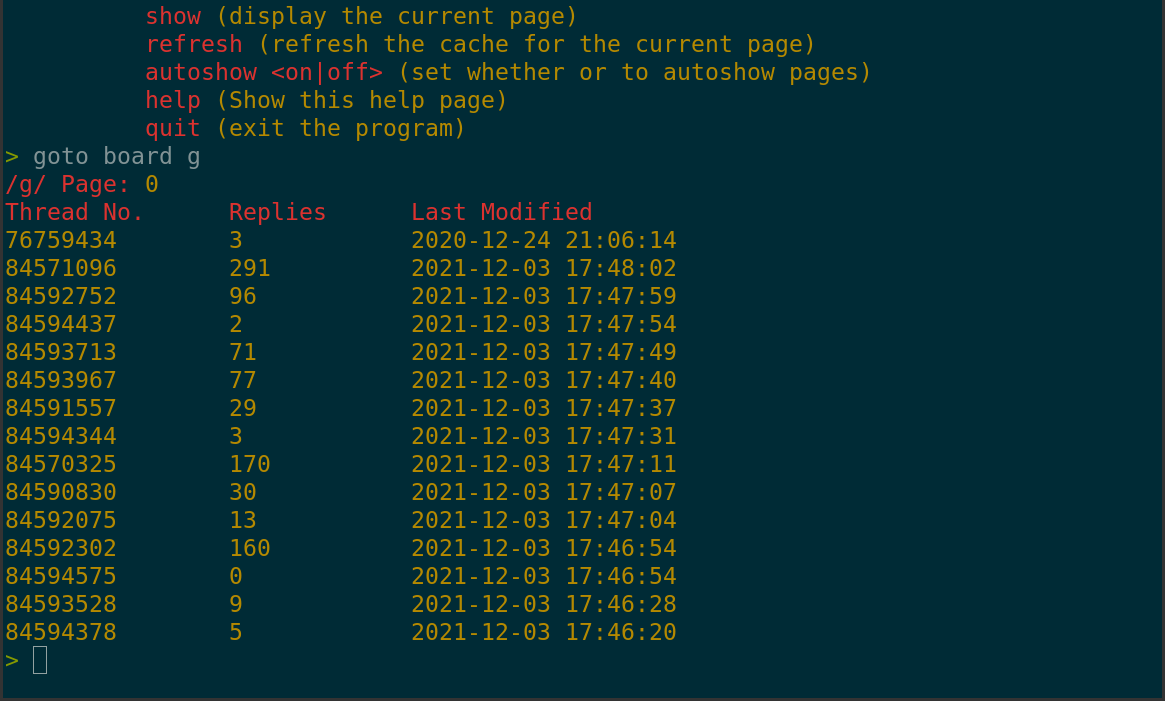 show (display the current page)
refresh (refresh the cache for the current page)
autoshow <on|off> (set whether or to autoshow pages)
help (Show this help page)
quit (exit the program)
> goto board g
/g/ Page: 0
Thread No. Replies Last Modified
76759434 3 2020-12-24 21:06:14
84571096 291 2021-12-03 17:48:02
84592752 96 2021-12-03 17:47:59
84594437 2 2021-12-03 17:47:54
84593713 71 2021-12-03 17:47:49
84593967 77 2021-12-03 17:47:40
84591557 29 2021-12-03 17:47:37
84594344 3 2021-12-03 17:47:31
84570325 170 2021-12-03 17:47:11
84590830 30 2021-12-03 17:47:07
84592075 13 2021-12-03 17:47:04
84592302 160 2021-12-03 17:46:54
84594575 0 2021-12-03 17:46:54
84593528 9 2021-12-03 17:46:28
84594378 5 2021-12-03 17:46:20
>